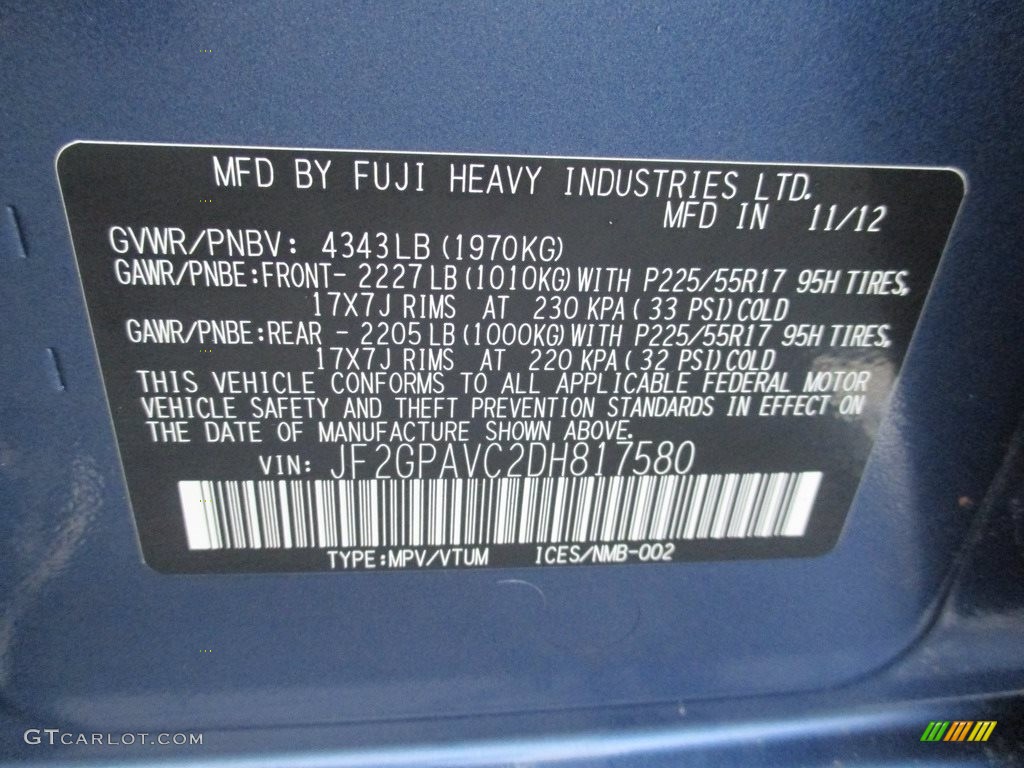 MFD BY FUJI HEAVY INDUSTRIES LTD.
MFD IN 11/12
GVWR/PNBV: 4343LB (1970KG)
GAWR/PNBE:FRONT- 2227 LB (1010KG) WITH P225/55R17 95H TIRES,
17X7J RIMS AT 230 KPA ( 33 PSI) COLD
GAWR/PNBE:REAR - 2205 LB (1000KG) WITH P225/55R17 95H TIRES,
17X7J RIMS AT 220 KPA ( 32 PSI) COLD
THIS VEHICLE CONFORMS TO ALL APPLICABLE FEDERAL MOTOR
VEHICLE SAFETY AND THEFT PREVENTION STANDARDS IN EFFECT ON
THE DATE OF MANUFACTURE SHOWN ABOVE.
VIN: JF2GPAVC2DH817580
TYPE:MPV/VTUM ICES/NMB-002
GTCARLOT.COM